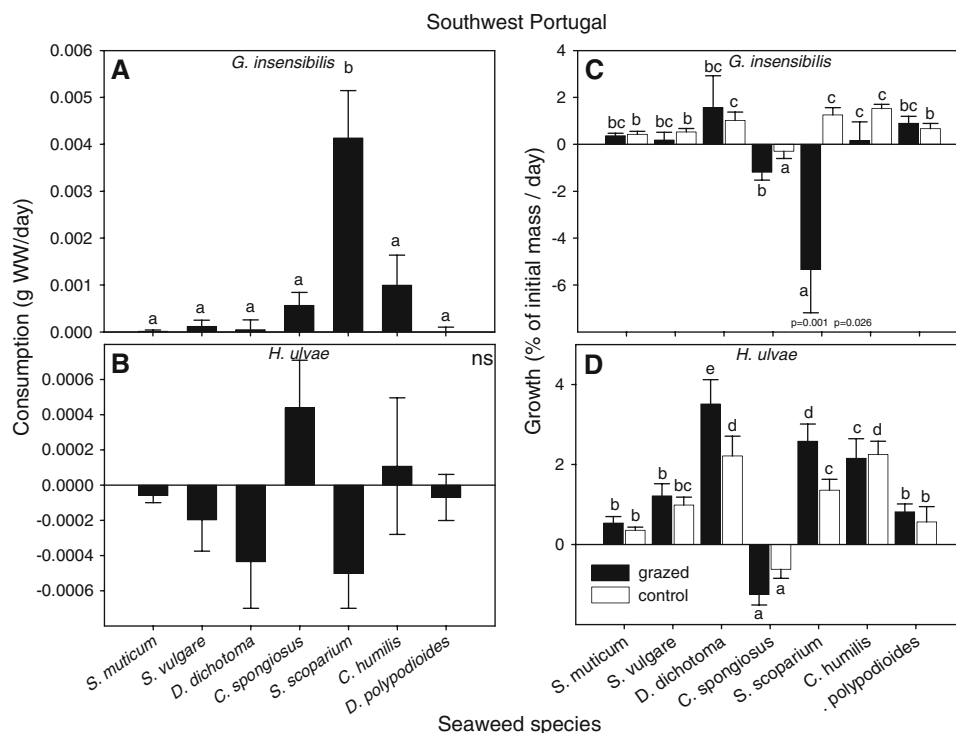 Southwest Portugal
A
G. insensibilis
Consumption (g WW/day)
0.006
0.005
0.004
0.003
0.002
0.001
0.000
a
a
a
a
b
a
a
B
H. ulvae
ns
0.0006
0.0004
0.0002
0.0000
-0.0002
-0.0004
-0.0006
S. muticum
S. vulgare
D. dichotoma
C. spongiosus
S. scoparium
C. humilis
D. polypodioides
C
G. insensibilis
Growth (% of initial mass / day)
4
2
0
-2
-4
-6
bc
b
bc
b
bc
c
b
a
a
c
c
c
bc
b
p=0.001 p=0.026
D
H. ulvae
4
2
0
b
b
b
bc
e
d
a
a
d
c
c
d
b
b
grazed
control
S. muticum
S. vulgare
D. dichotoma
C. spongiosus
S. scoparium
C. humilis
. polypodioides
Seaweed species